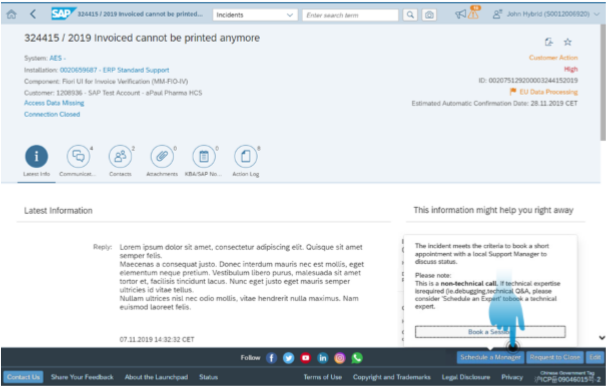 SAP 324415 / 2019 Invoiced cannot be printed... Incidents Enter search term John Hybrid (S0012006920)
324415 / 2019 Invoiced cannot be printed anymore
System: AES -
Customer Action
Installation: 0020659687 - ERP Standard Support
High
Component: Fiori UI for Invoice Verification (MM-FIO-IV)
ID: 002075129200003244152019
Customer: 1208936 - SAP Test Account - aPaul Pharma HCS
EU Data Processing
Access Data Missing
Estimated Automatic Confirmation Date: 28.11.2019 CET
Connection Closed
4 2 0 0 8
Latest Info Communicati... Contacts Attachments KBA/SAP No... Action Log
Latest Information
This information might help you right away
Reply: Lorem ipsum dolor sit amet, consectetur adipiscing elit. Quisque sit amet
semper felis.
Maecenas a consequat justo. Donec interdum mauris nec est mollis, eget
elementum neque pretium. Vestibulum libero purus, malesuada sit amet
tortor et, facilisis tincidunt lacus. Nunc eget justo eget mauris semper
ultricies id vitae tellus.
Nullam ultrices nisl nec odio mollis, vitae hendrerit nulla maximus. Nam
euismod laoreet felis.
07.11.2019 14:32:32 CET
The incident meets the criteria to book a short
appointment with a local Support Manager to
discuss status.
Please note:
This is a non-technical call. If technical expertise
isrequired (ie.debugging,technical Q&A, please
consider 'Schedule an Expert' tobook a technical
expert.
Book a
Follow
Schedule a Manager Request to Close Edit
Contact Us Share Your Feedback About the Launchpad Status Terms of Use Copyright and Trademarks Legal Disclosure Privacy Chinese Government Tag